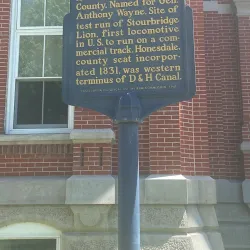 County. Named for Gen.
Anthony Wayne. Site of
test run of Stourbridge
Lion, first locomotive
in U.S. to run on a com-
mercial track. Honesdale,
county seat incorpor-
ated 1831, was western
terminus of D & H Canal.